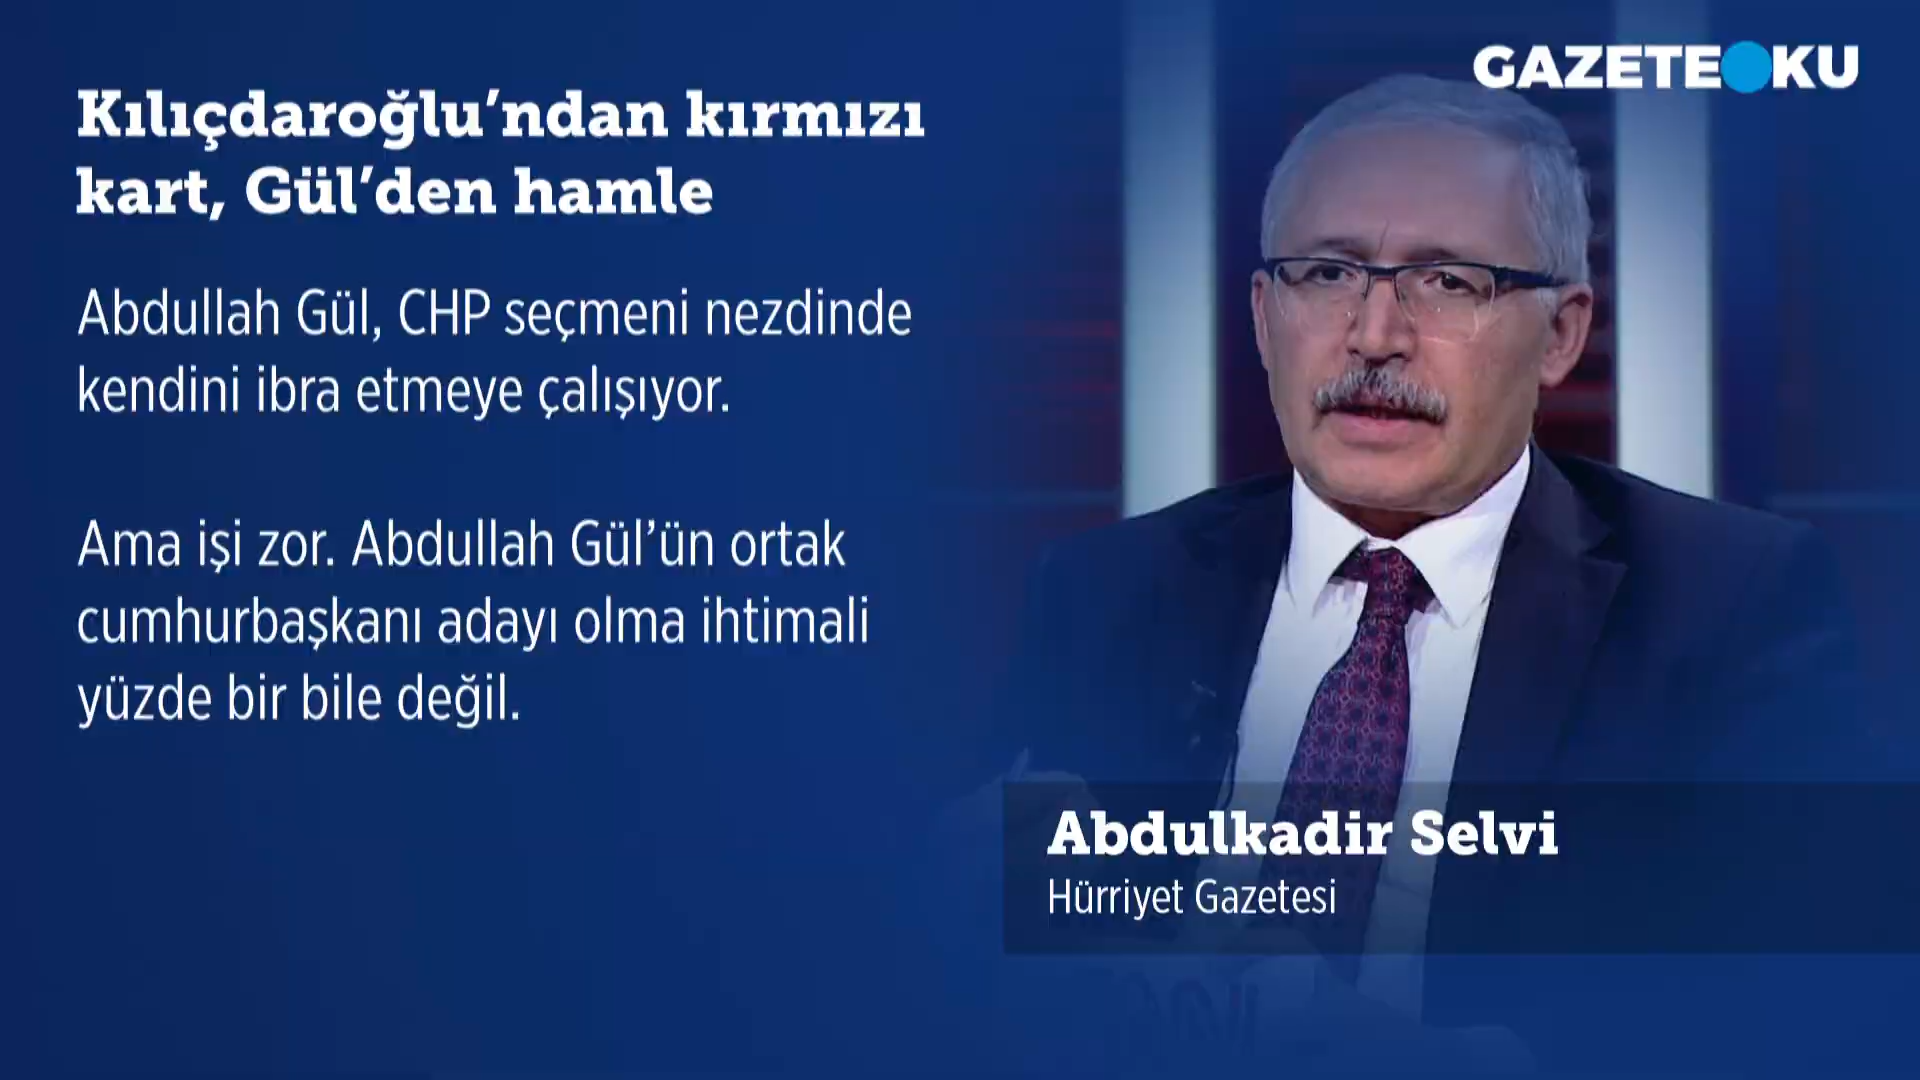 GAZETE KU
Kılıçdaroğlu’ndan kırmızı
kart, Gül’den hamle
Abdullah Gül, CHP seçmeni nezdinde
kendini ibra etmeye çalışıyor.
Ama işi zor. Abdullah Gül’ün ortak
cumhurbaşkanı adayı olma ihtimali
yüzde bir bile değil.
Abdulkadir Selvi
Hürriyet Gazetesi